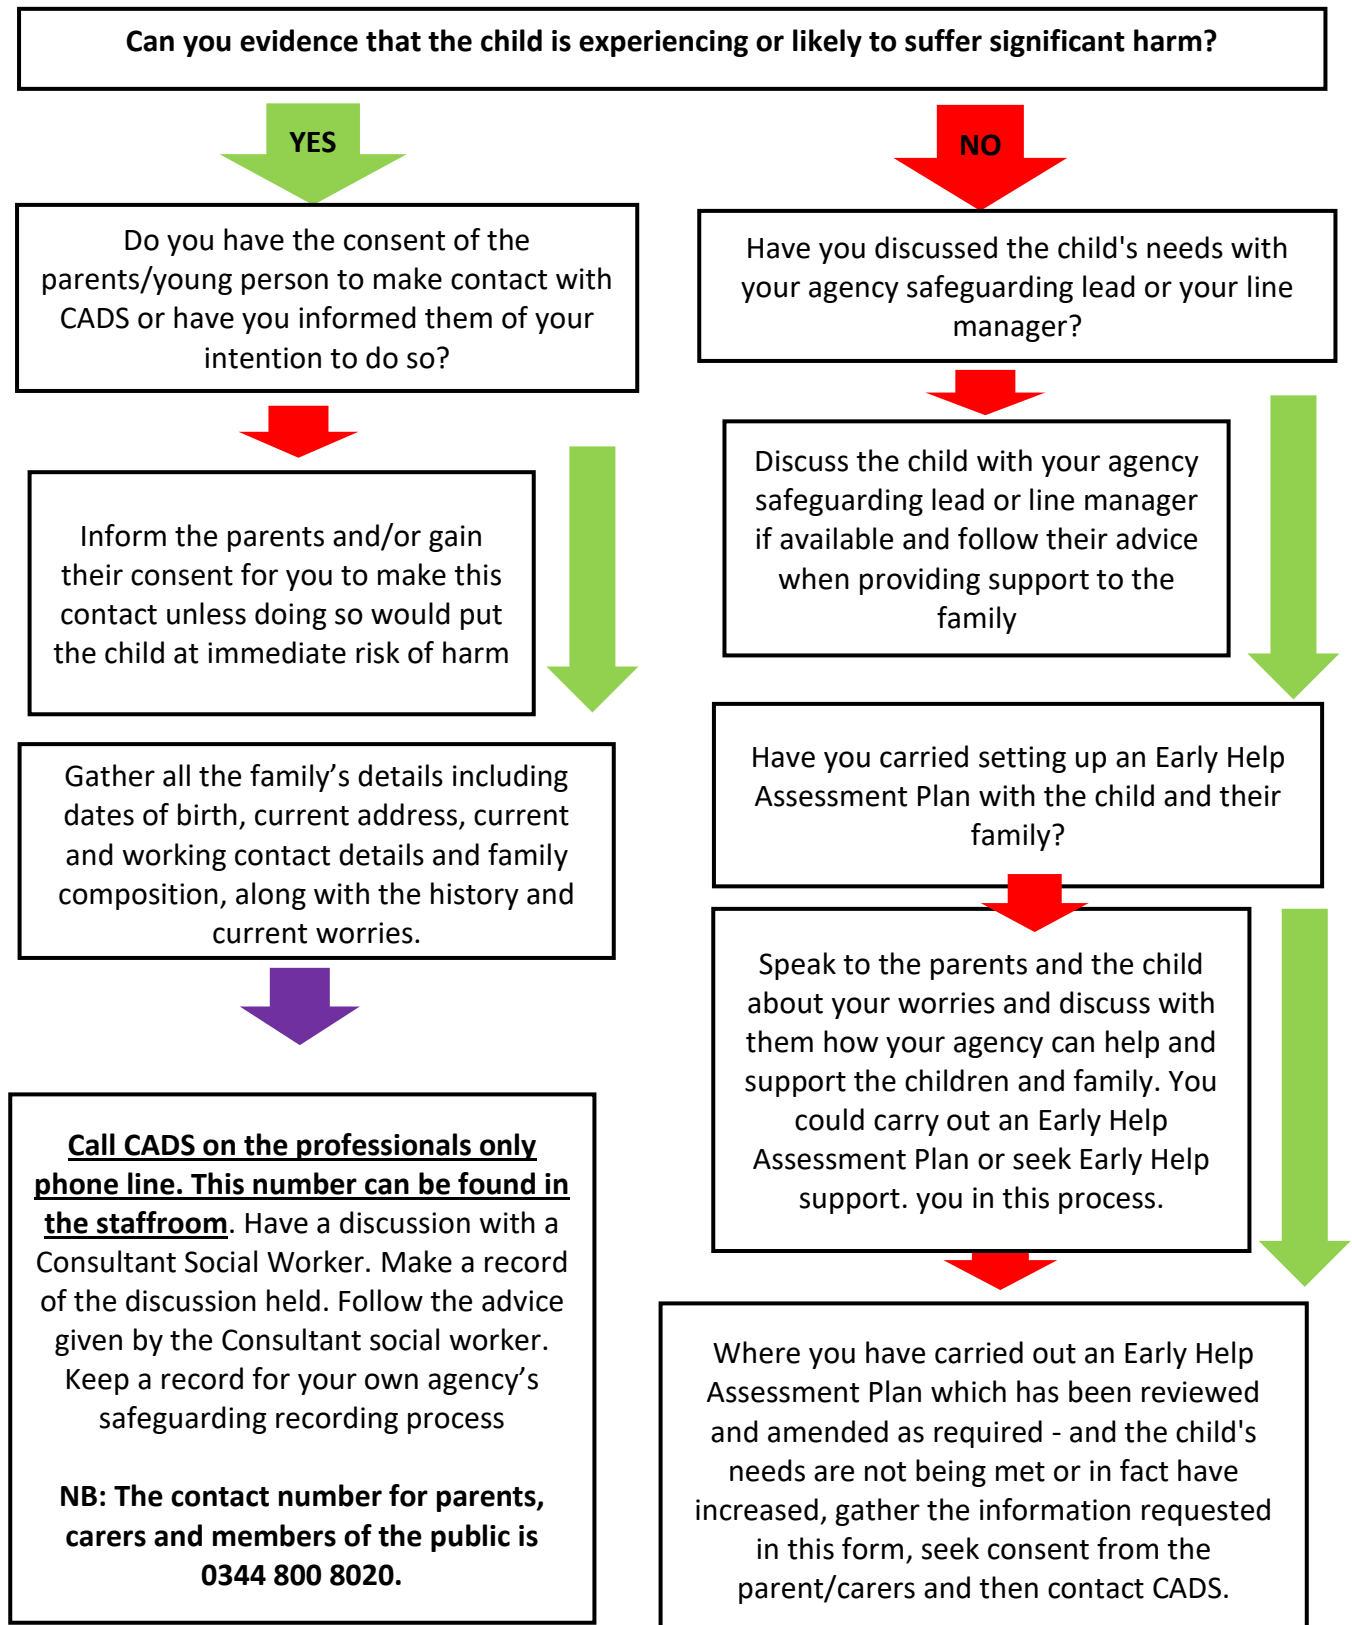 Can you evidence that the child is experiencing or likely to suffer significant harm?
YES
NO
Do you have the consent of the
parents/young person to make contact with
CADS or have you informed them of your
intention to do so?
Inform the parents and/or gain
their consent for you to make this
contact unless doing so would put
the child at immediate risk of harm
Gather all the family’s details including
dates of birth, current address, current
and working contact details and family
composition, along with the history and
current worries.
Call CADS on the professionals only
phone line. This number can be found in
the staffroom. Have a discussion with a
Consultant Social Worker. Make a record
of the discussion held. Follow the advice
given by the Consultant social worker.
Keep a record for your own agency’s
safeguarding recording process
NB: The contact number for parents,
carers and members of the public is
0344 800 8020.
Have you discussed the child's needs with
your agency safeguarding lead or your line
manager?
Discuss the child with your agency
safeguarding lead or line manager
if available and follow their advice
when providing support to the
family
Have you carried setting up an Early Help
Assessment Plan with the child and their
family?
Speak to the parents and the child
about your worries and discuss with
them how your agency can help and
support the children and family. You
could carry out an Early Help
Assessment Plan or seek Early Help
support. you in this process.
Where you have carried out an Early Help
Assessment Plan which has been reviewed
and amended as required - and the child's
needs are not being met or in fact have
increased, gather the information requested
in this form, seek consent from the
parent/carers and then contact CADS.